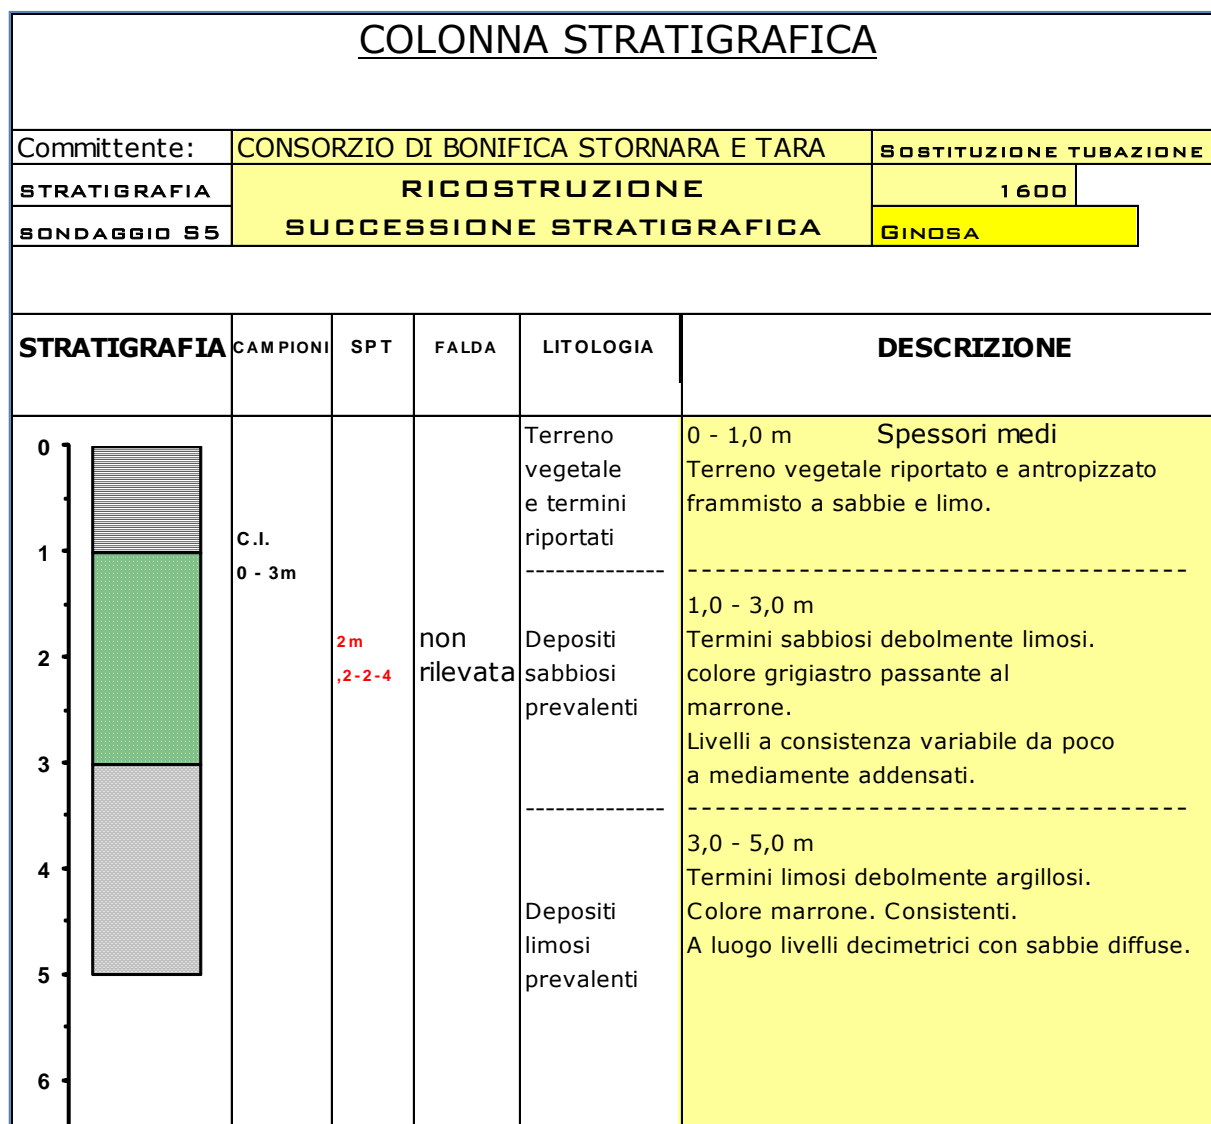 COLONNA STRATIGRAFICA
Committente: CONSORZIO DI BONIFICA STORNARA E TARA SOSTITUZIONE TUBAZIONE
STRATIGRAFIA RICOSTRUZIONE 1600
SONDAGGIO S5 SUCCESSIONE STRATIGRAFICA GINOSA
STRATIGRAFIA CAMPIONI SPT FALDA LITOLOGIA DESCRIZIONE
0
1
2
3
4
5
6
C.I.
0 - 3m
2m
,2-2-4
non
rilevata
Terreno
vegetale
e termini
riportati
--------------
Depositi
sabbiosi
prevalenti
--------------
Depositi
limosi
prevalenti
0 - 1,0 m Spessori medi
Terreno vegetale riportato e antropizzato
frammisto a sabbie e limo.
------------------------------------
1,0 - 3,0 m
Termini sabbiosi debolmente limosi.
colore grigiastro passante al
marrone.
Livelli a consistenza variabile da poco
a mediamente addensati.
------------------------------------
3,0 - 5,0 m
Termini limosi debolmente argillosi.
Colore marrone. Consistenti.
A luogo livelli decimetrici con sabbie diffuse.